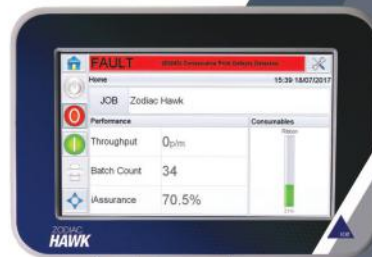 FAULT
Home 15:39 18/07/2017
JOB Zodiac Hawk
Performance Consumables
Throughput 0p/m
Ribbon
Batch Count 34
iAssurance 70.5%
ZODIAC
HAWK